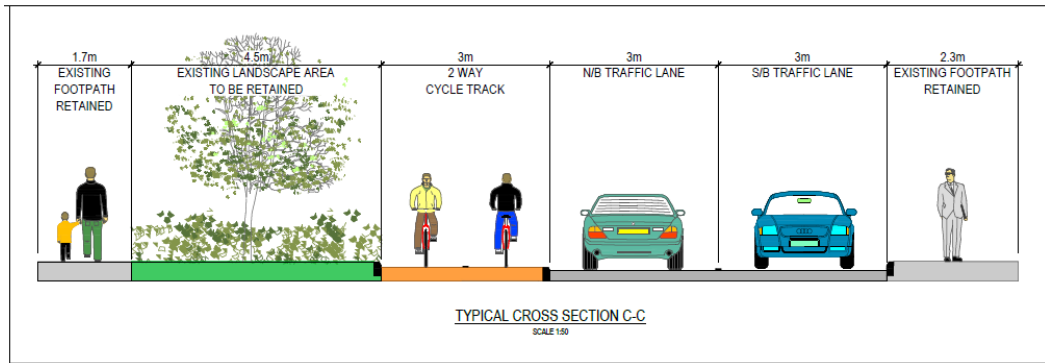 1.7m
EXISTING
FOOTPATH
RETAINED
4.5m
EXISTING LANDSCAPE AREA
TO BE RETAINED
3m
2 WAY
CYCLE TRACK
3m
N/B TRAFFIC LANE
3m
S/B TRAFFIC LANE
2.3m
EXISTING FOOTPATH
RETAINED
TYPICAL CROSS SECTION C-C
SCALE 1:50